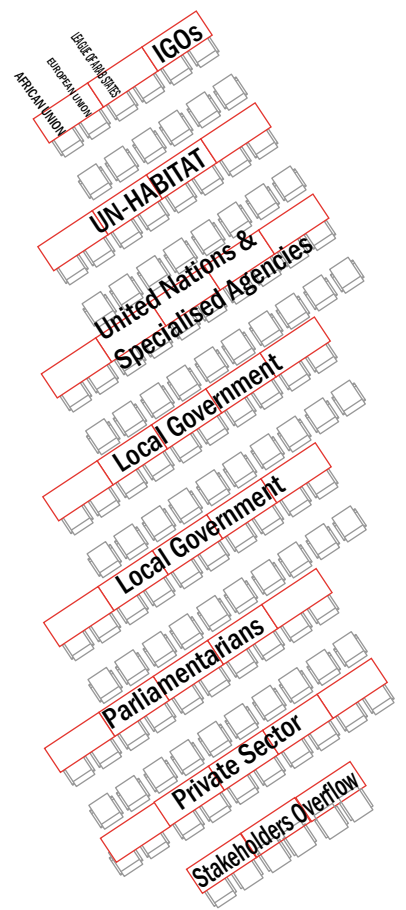 AFRICAN UNION
EUROPEAN UNION
LEAGUE OF ARAB STATES
IGOs
UN-HABITAT
United Nations &
Specialised Agencies
Local Government
Local Government
Parliamentarians
Private Sector
Stakeholders Overflow